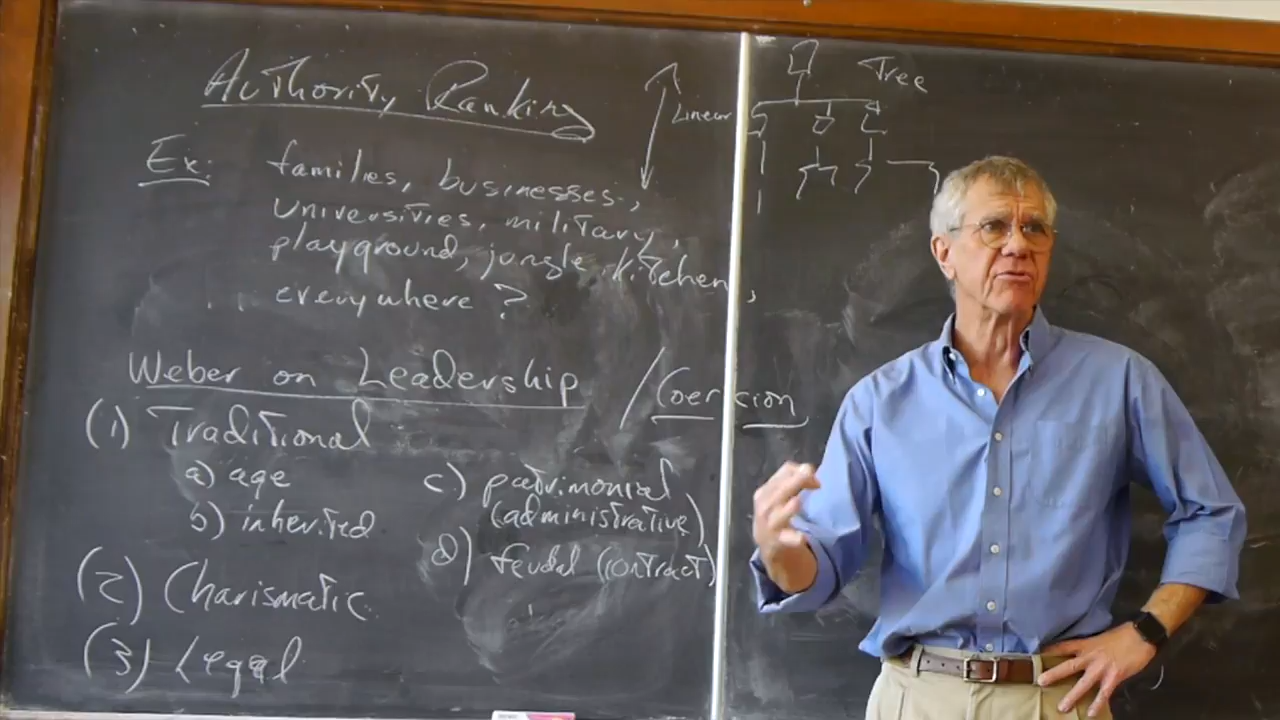 Authority Ranking
Linear
Tree
Ex: families, businesses,
universities, military,
playground, jungle, kitchen,
everywhere?
Weber on Leadership / Coercion
(1) Traditional
a) age
b) inherited
c) patrimonial
(administrative)
d) feudal (contract)
(2) Charismatic
(3) Legal